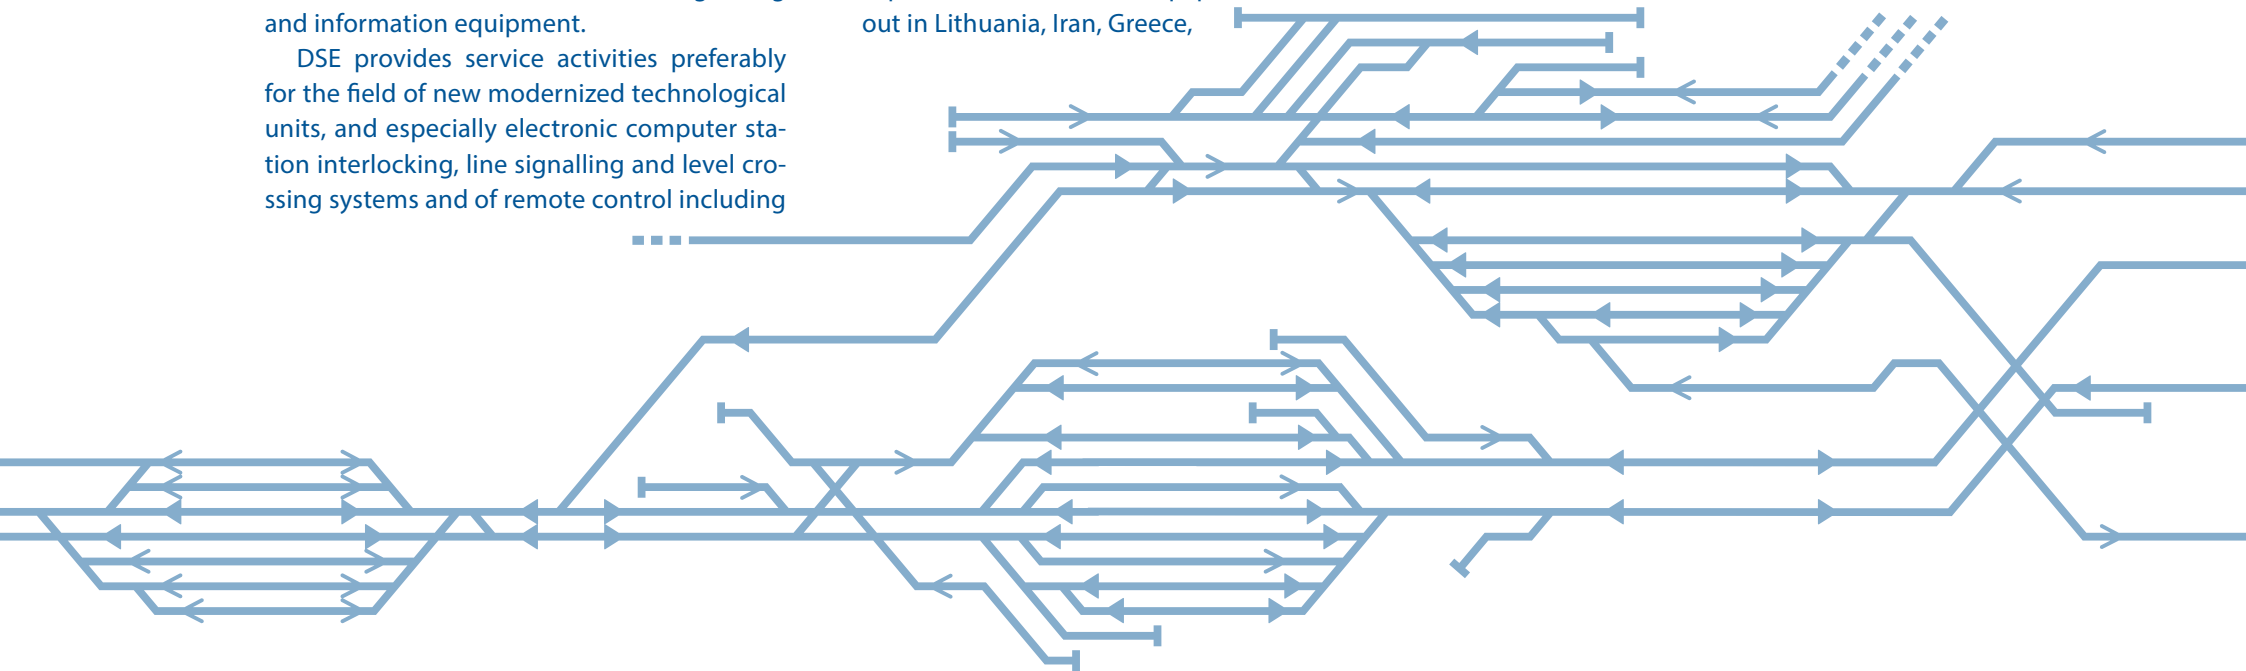 and information equipment.
DSE provides service activities preferably
for the field of new modernized technological
units, and especially electronic computer sta-
tion interlocking, line signalling and level cro-
ssing systems and of remote control including
out in Lithuania, Iran, Greece,